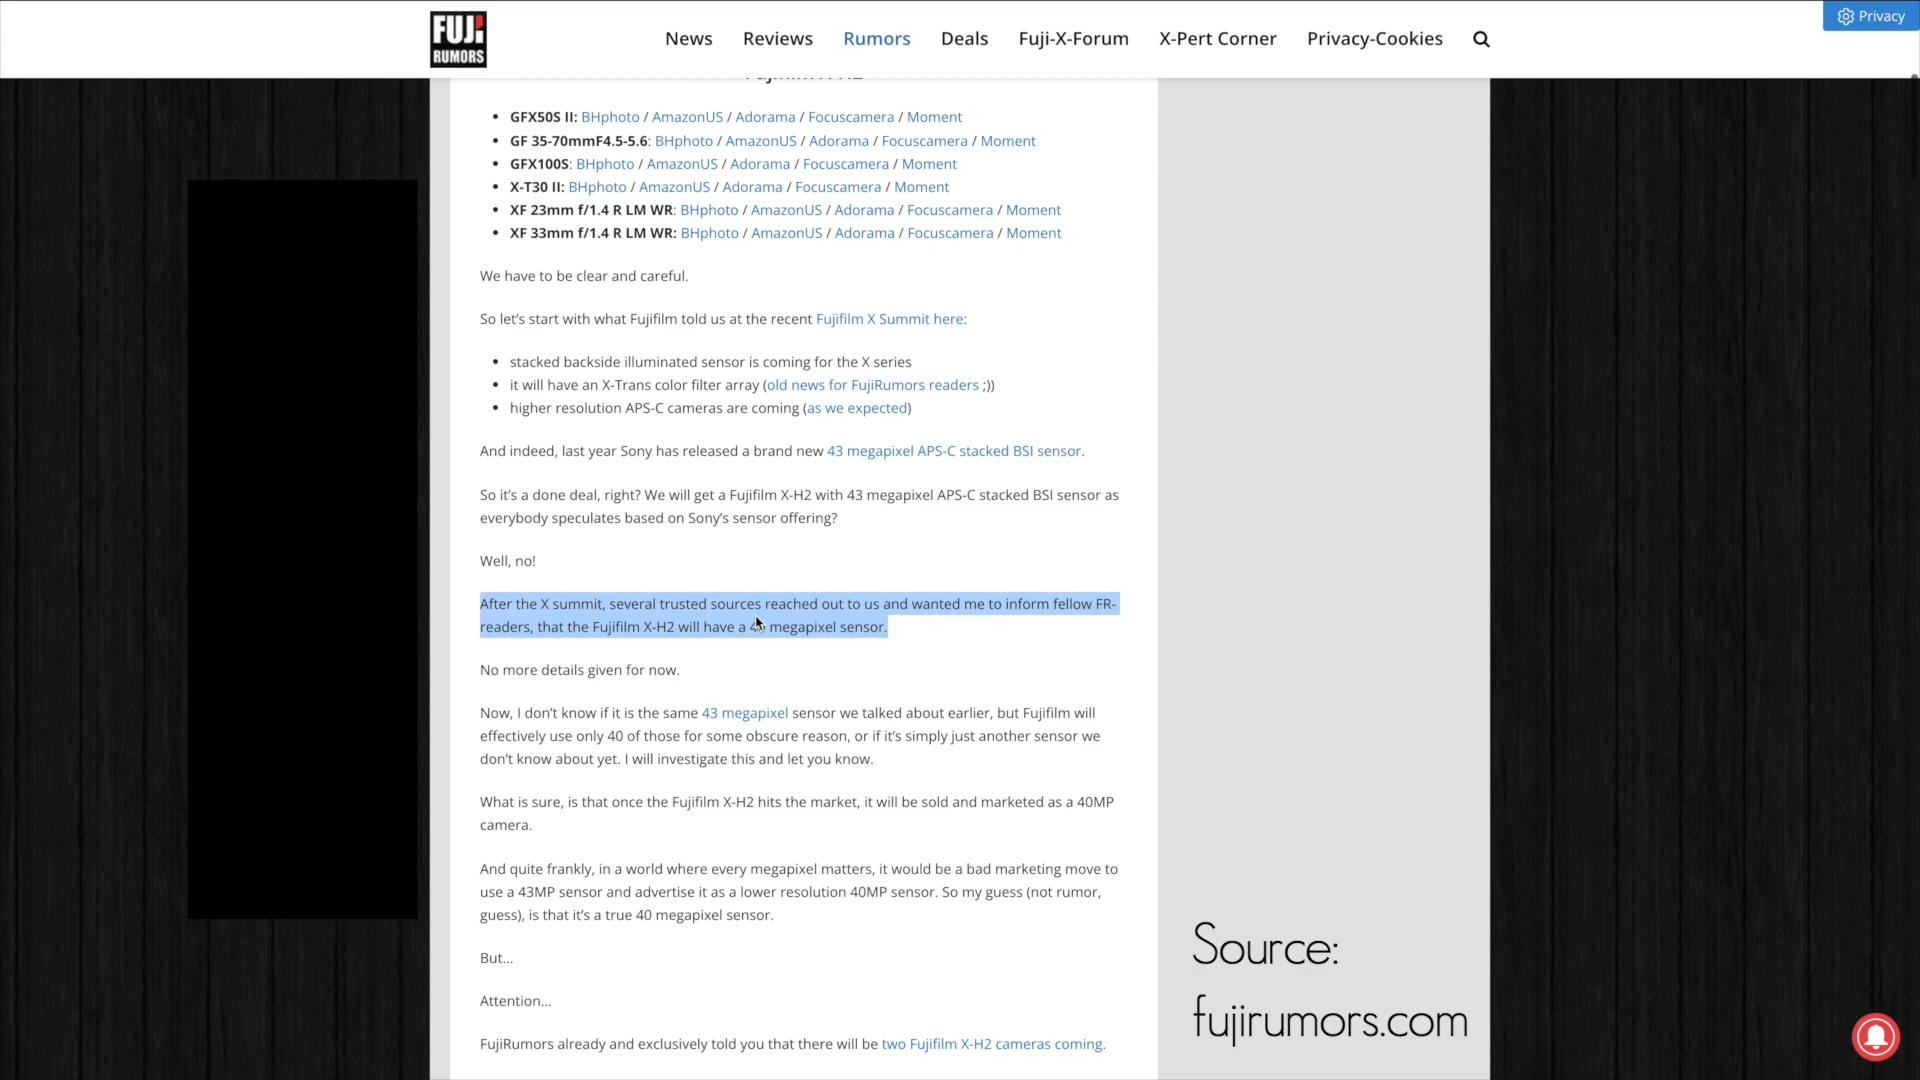 FUJI
RUMORS
News
Reviews
Rumors
Deals
Fuji-X-Forum
X-Pert Corner
Privacy-Cookies
Privacy
• GFX50S II: BHphoto / AmazonUS / Adorama / Focuscamera / Moment
• GF 35-70mmF4.5-5.6: BHphoto / AmazonUS / Adorama / Focuscamera / Moment
• GFX100S: BHphoto / AmazonUS / Adorama / Focuscamera / Moment
• X-T30 II: BHphoto / AmazonUS / Adorama / Focuscamera / Moment
• XF 23mm f/1.4 R LM WR: BHphoto / AmazonUS / Adorama / Focuscamera / Moment
• XF 33mm f/1.4 R LM WR: BHphoto / AmazonUS / Adorama / Focuscamera / Moment
We have to be clear and careful.
So let’s start with what Fujifilm told us at the recent Fujifilm X Summit here:
• stacked backside illuminated sensor is coming for the X series
• it will have an X-Trans color filter array (old news for FujiRumors readers ;))
• higher resolution APS-C cameras are coming (as we expected)
And indeed, last year Sony has released a brand new 43 megapixel APS-C stacked BSI sensor.
So it’s a done deal, right? We will get a Fujifilm X-H2 with 43 megapixel APS-C stacked BSI sensor as
everybody speculates based on Sony’s sensor offering?
Well, no!
After the X summit, several trusted sources reached out to us and wanted me to inform fellow FR-
readers, that the Fujifilm X-H2 will have a megapixel sensor.
No more details given for now.
Now, I don’t know if it is the same 43 megapixel sensor we talked about earlier, but Fujifilm will
effectively use only 40 of those for some obscure reason, or if it’s simply just another sensor we
don’t know about yet. I will investigate this and let you know.
What is sure, is that once the Fujifilm X-H2 hits the market, it will be sold and marketed as a 40MP
camera.
And quite frankly, in a world where every megapixel matters, it would be a bad marketing move to
use a 43MP sensor and advertise it as a lower resolution 40MP sensor. So my guess (not rumor,
guess), is that it’s a true 40 megapixel sensor.
But…
Attention…
FujiRumors already and exclusively told you that there will be two Fujifilm X-H2 cameras coming.
Source:
fujirumors.com